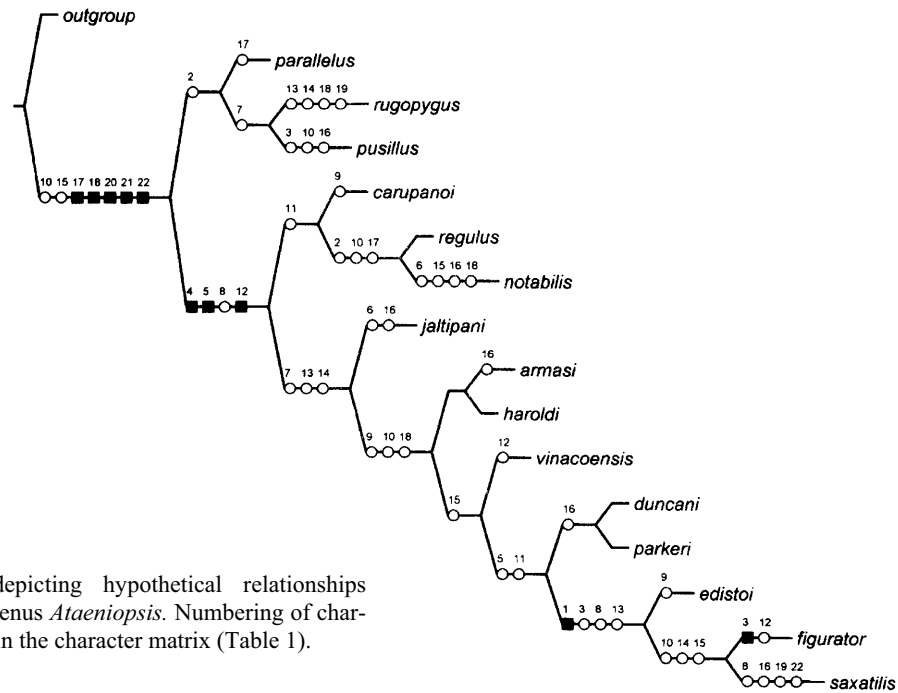 outgroup
17
parallelus
2
13 14 18 19
rugopygus
7
3 10 16
pusillus
10 15 17 18 20 21 22
9
carupanoi
11
regulus
2 10 17
6 15 16 18
notabilis
4 5 8 12
6 16
jaltipani
16
armasi
7 13 14
haroldi
9 10 18
12
vinacoensis
15
duncani
16
parkeri
5 11
9
edistoi
1 3 8 13
3 12
figurator
10 14 15
8 16 19 22
saxatilis
depicting hypothetical relationships
enus Ataeniopsis. Numbering of char-
in the character matrix (Table 1).